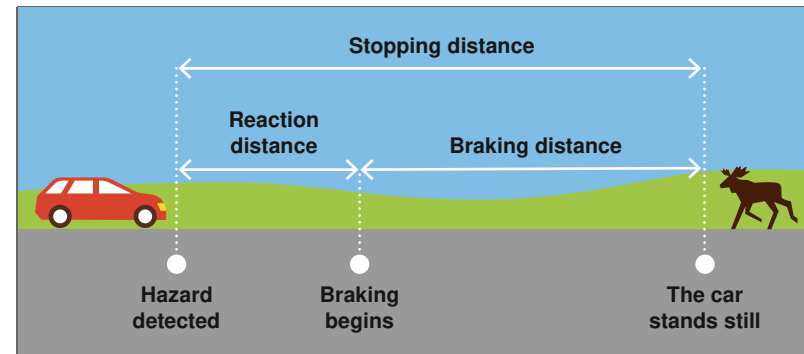 Stopping distance
Reaction
distance
Braking distance
Hazard
detected
Braking
begins
The car
stands still